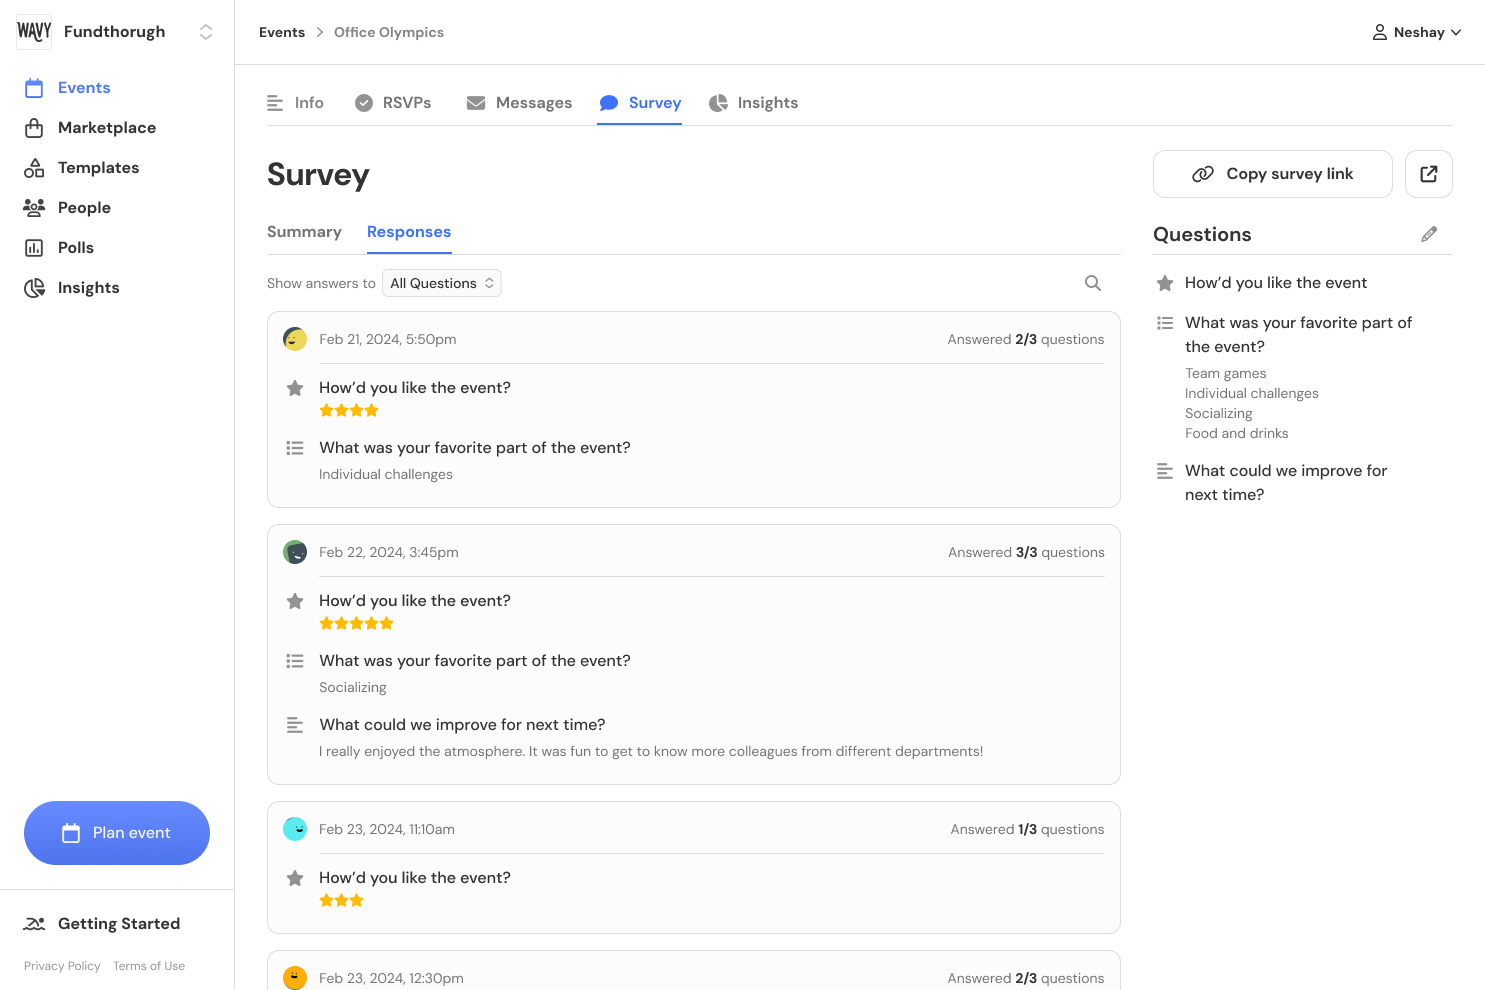 WAVY
Fundthorugh
Events
Marketplace
Templates
People
Polls
Insights
Plan event
Getting Started
Privacy Policy Terms of Use
Events > Office Olympics
Neshay
Info RSVPs Messages Survey Insights
Survey
Copy survey link
Summary Responses
Show answers to All Questions
Feb 21, 2024, 5:50pm Answered 2/3 questions
How’d you like the event?
What was your favorite part of the event?
Individual challenges
Feb 22, 2024, 3:45pm Answered 3/3 questions
How’d you like the event?
What was your favorite part of the event?
Socializing
What could we improve for next time?
I really enjoyed the atmosphere. It was fun to get to know more colleagues from different departments!
Feb 23, 2024, 11:10am Answered 1/3 questions
How’d you like the event?
Feb 23, 2024, 12:30pm Answered 2/3 questions
Questions
How’d you like the event
What was your favorite part of
the event?
Team games
Individual challenges
Socializing
Food and drinks
What could we improve for
next time?